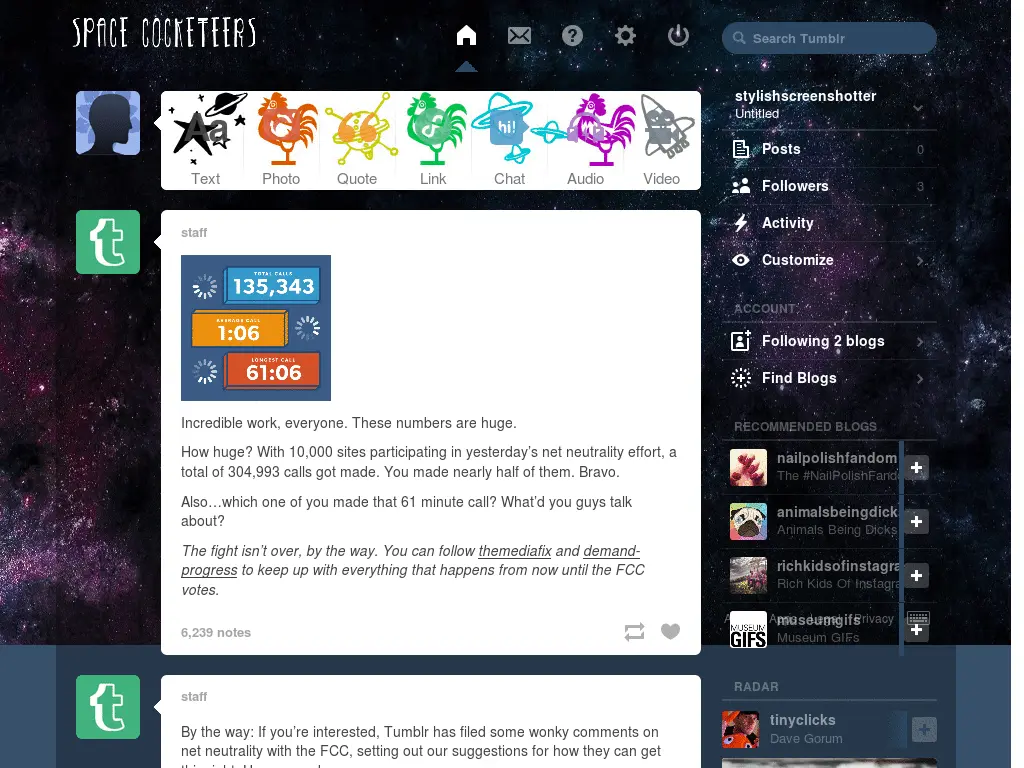 SPACE COCKETEERS
Search Tumblr
Aa
hi!
Text Photo Quote Link Chat Audio Video
stylishscreenshotter
Untitled
Posts 0
Followers 3
Activity
Customize
ACCOUNT
Following 2 blogs
Find Blogs
RECOMMENDED BLOGS
nailpolishfandom
The #NailPolishFand
animalsbeingdick
Animals Being Dicks
richkidsofinstagra
Rich Kids Of Instagra
museumgifs
Museum GIFs
MUSEUM
GIFS
Legal Privacy
RADAR
tinyclicks
Dave Gorum
staff
TOTAL CALLS
135,343
AVERAGE CALL
1:06
LONGEST CALL
61:06
Incredible work, everyone. These numbers are huge.
How huge? With 10,000 sites participating in yesterday's net neutrality effort, a
total of 304,993 calls got made. You made nearly half of them. Bravo.
Also…which one of you made that 61 minute call? What'd you guys talk
about?
The fight isn't over, by the way. You can follow themediafix and demand-
progress to keep up with everything that happens from now until the FCC
votes.
6,239 notes
staff
By the way: If you're interested, Tumblr has filed some wonky comments on
net neutrality with the FCC, setting out our suggestions for how they can get